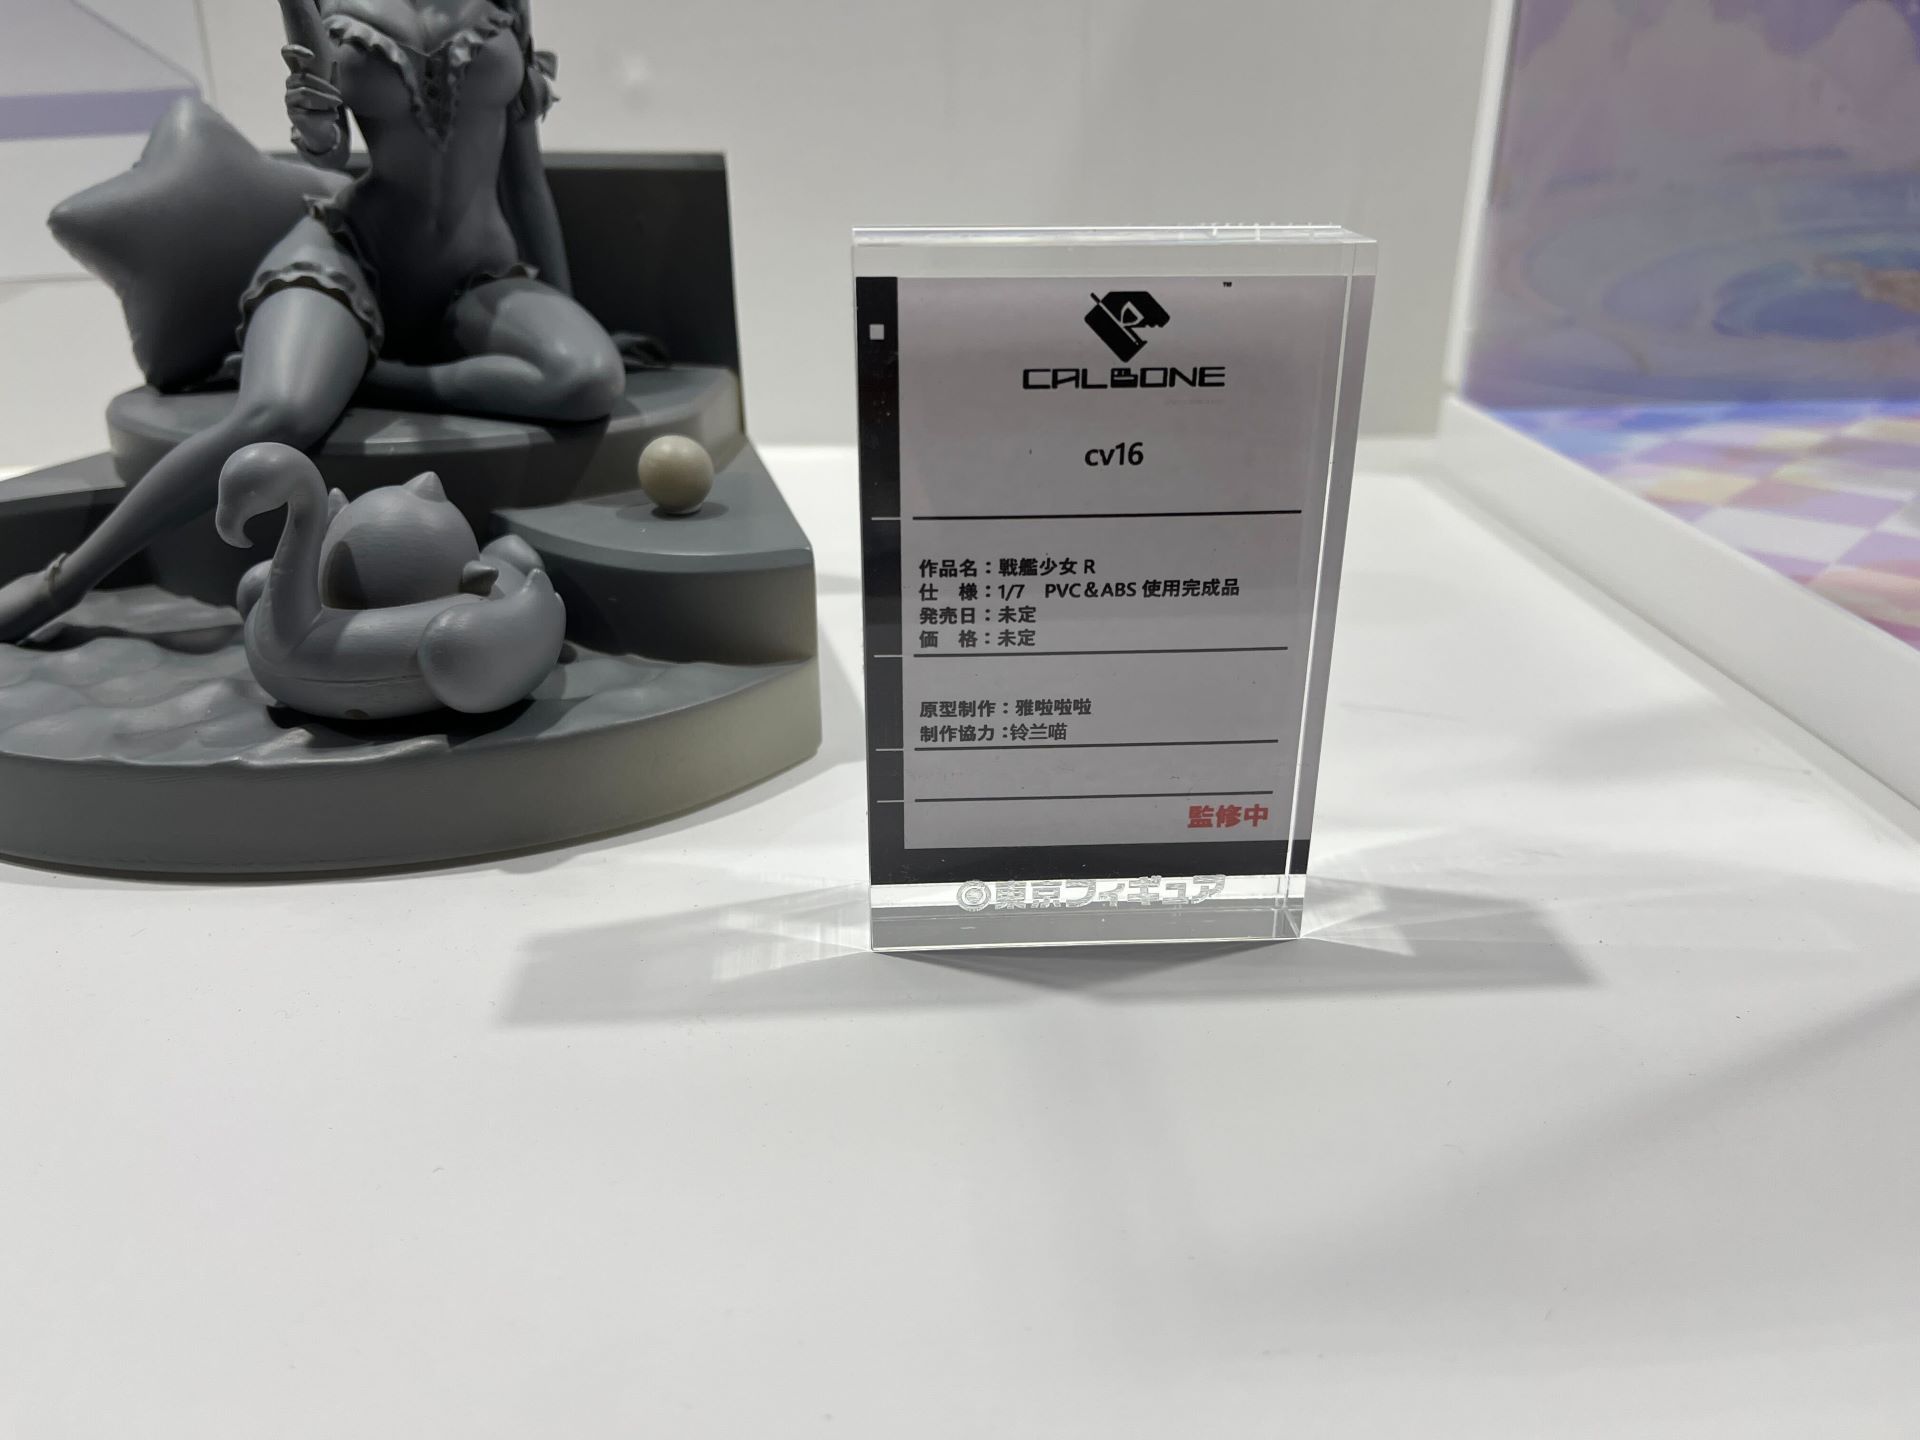 ™
CALBONE
cv16
作品名：戦艦少女 R
仕　様：1/7　PVC＆ABS 使用完成品
発売日：未定
価　格：未定
原型制作：雅啦啦啦
制作協力：铃兰喵
監修中
@東京フィギュア